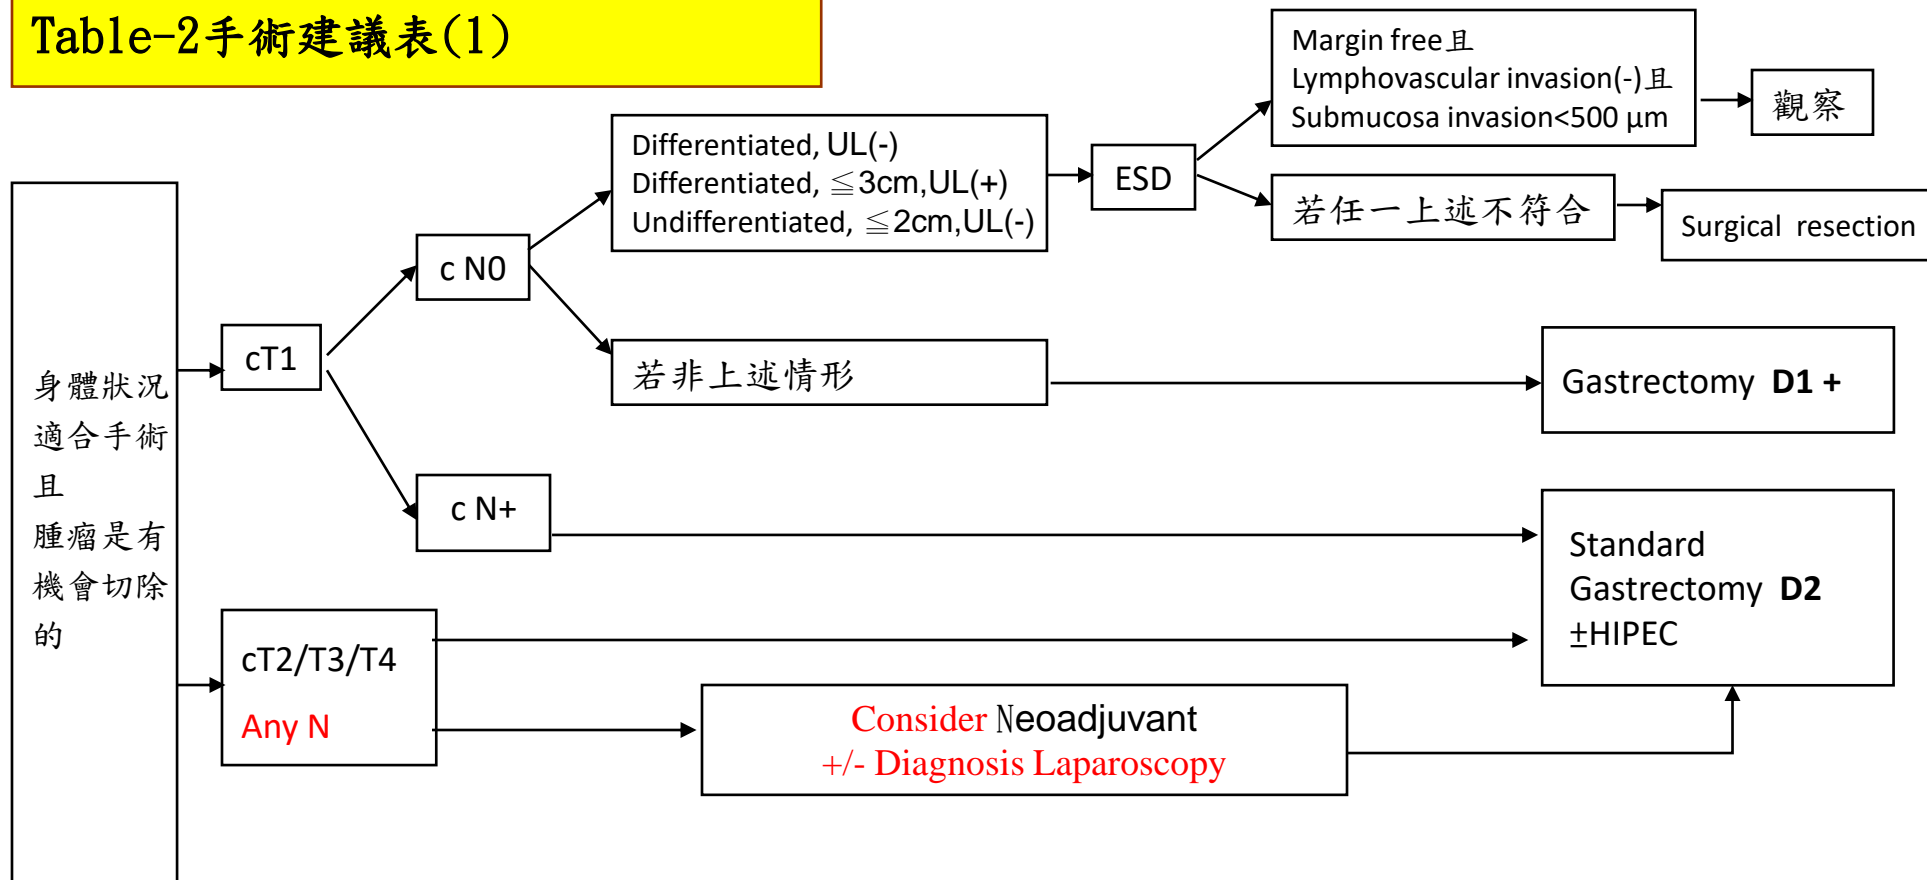 Table-2手術建議表(1)
身體狀況
適合手術
且
腫瘤是有
機會切除
的
cT1
c N0
Differentiated, UL(-)
Differentiated, ≦3cm,UL(+)
Undifferentiated, ≦2cm,UL(-)
ESD
Margin free且
Lymphovascular invasion(-)且
Submucosa invasion<500 μm
觀察
若任一上述不符合
Surgical resection
若非上述情形
Gastrectomy D1 +
c N+
Standard
Gastrectomy D2
±HIPEC
cT2/T3/T4
Any N
Consider Neoadjuvant
+/- Diagnosis Laparoscopy